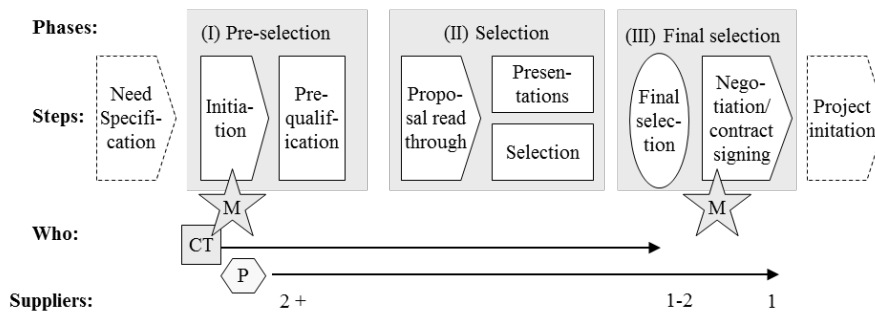 Phases:
(I) Pre-selection
(II) Selection
(III) Final selection
Steps:
Need
Specifi-
cation
Initia-
tion
Pre-
qualif-
ication
Propo-
sal read
through
Presen-
tations
Selection
Final
selec-
tion
Nego-
tiation/
contract
signing
Project
initation
M
M
Who:
CT
P
Suppliers:
2 +
1-2
1